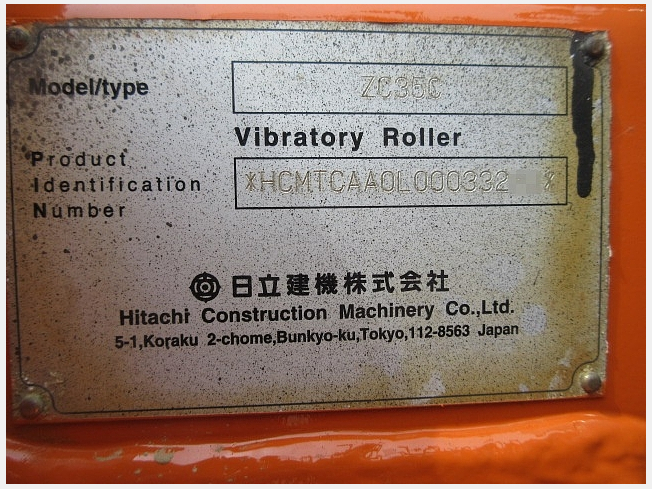 Model/type ZC35C
Vibratory Roller
Product
Identification
Number
*HCMTCAA0L000332 *
日立建機株式会社
Hitachi Construction Machinery Co.,Ltd.
5-1,Koraku 2-chome,Bunkyo-ku,Tokyo,112-8563 Japan